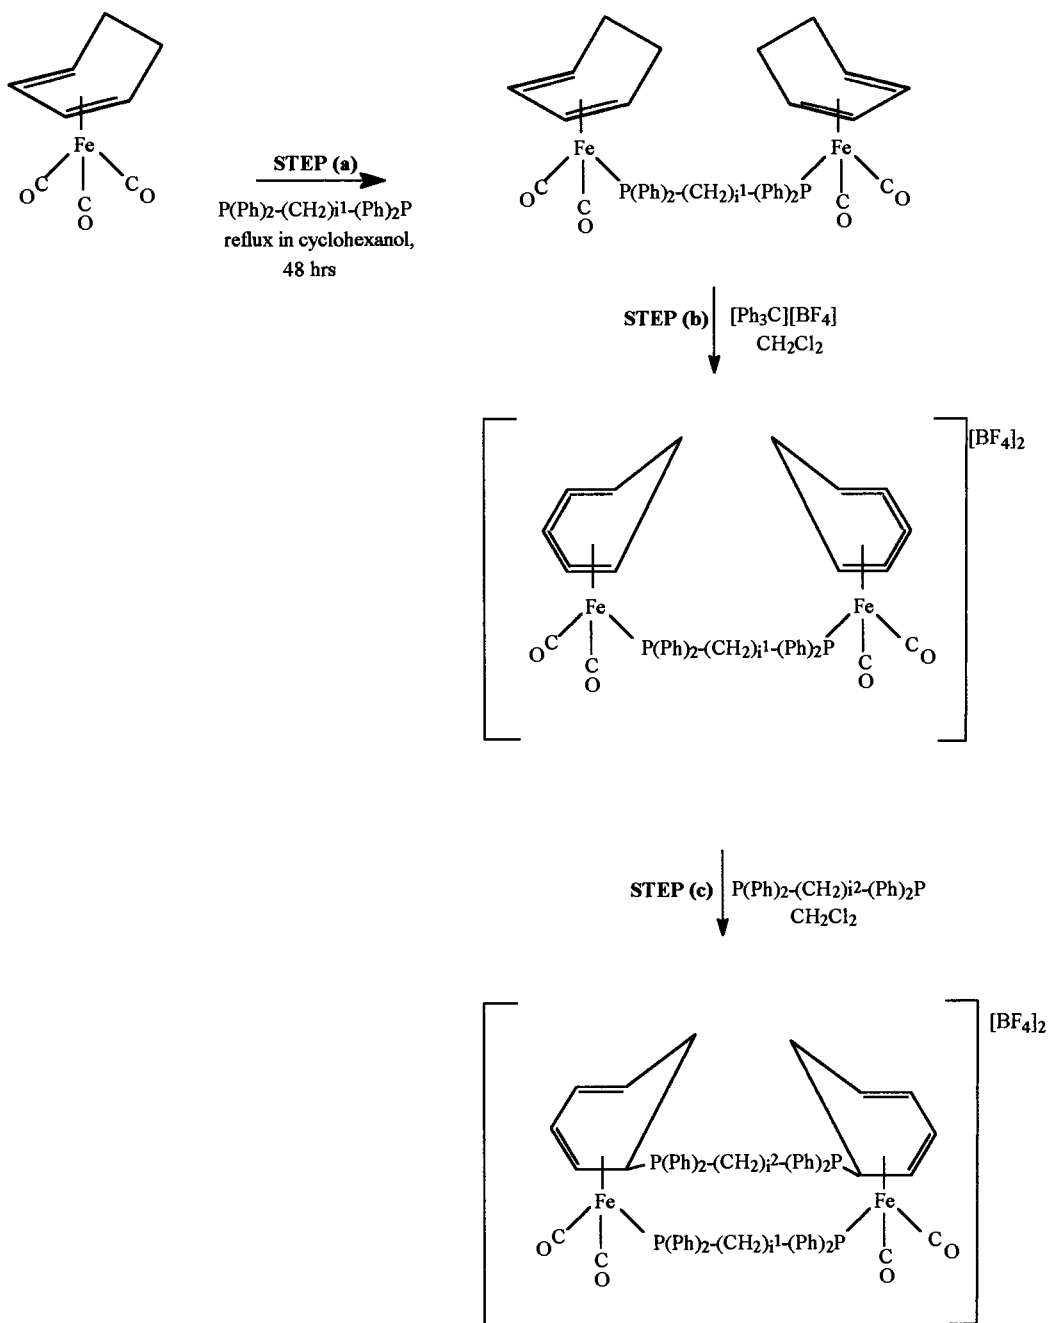 Fe
OC
C
O
CO
STEP (a)
P(Ph)2-(CH2)i1-(Ph)2P
reflux in cyclohexanol,
48 hrs
Fe
OC
C
O
P(Ph)2-(CH2)i1-(Ph)2P
Fe
C
O
CO
STEP (b)
[Ph3C][BF4]
CH2Cl2
[BF4]2
Fe
OC
C
O
P(Ph)2-(CH2)i1-(Ph)2P
Fe
C
O
CO
STEP (c)
P(Ph)2-(CH2)i2-(Ph)2P
CH2Cl2
[BF4]2
P(Ph)2-(CH2)i2-(Ph)2P
Fe
OC
C
O
P(Ph)2-(CH2)i1-(Ph)2P
Fe
C
O
CO